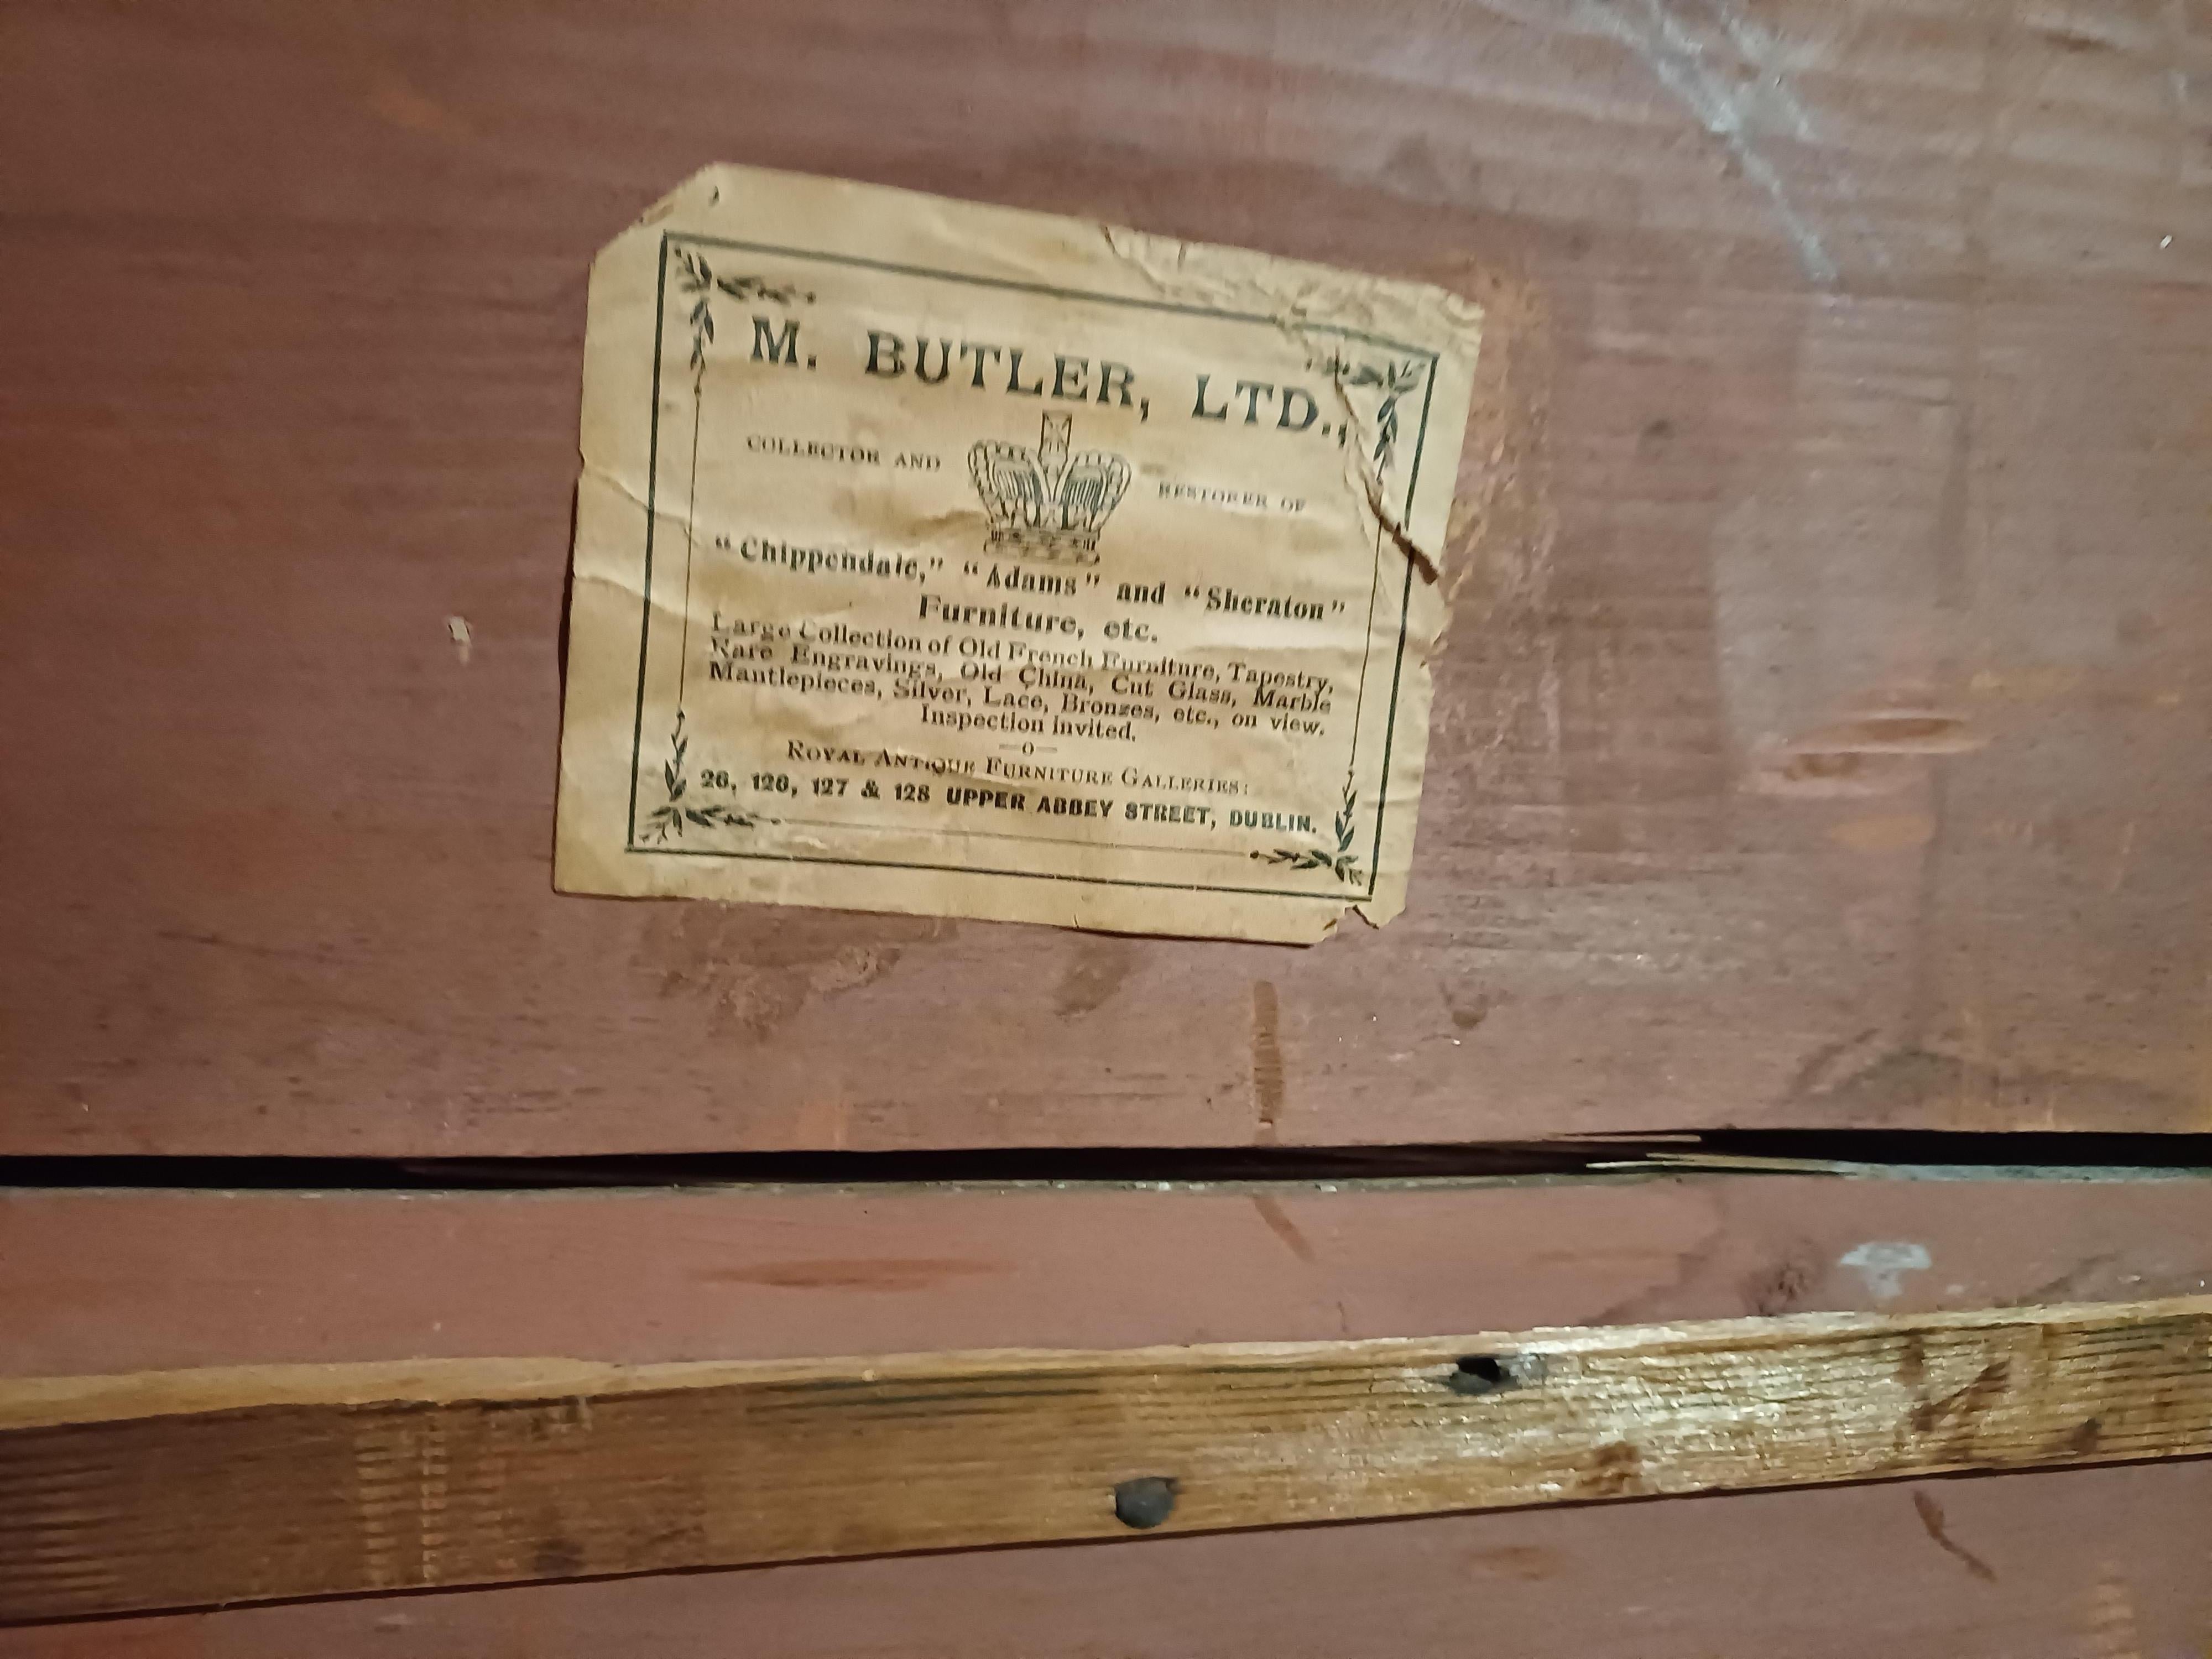 M. BUTLER, LTD.,
COLLECTOR AND RESTORER OF
"Chippendale," "Adams" and "Sheraton"
Furniture, etc.
Large Collection of Old French Furniture, Tapestry,
Rare Engravings, Old China, Cut Glass, Marble
Mantlepieces, Silver, Lace, Bronzes, etc., on view.
Inspection invited.
—o—
ROYAL ANTIQUE FURNITURE GALLERIES:
26, 126, 127 & 128 UPPER ABBEY STREET, DUBLIN.